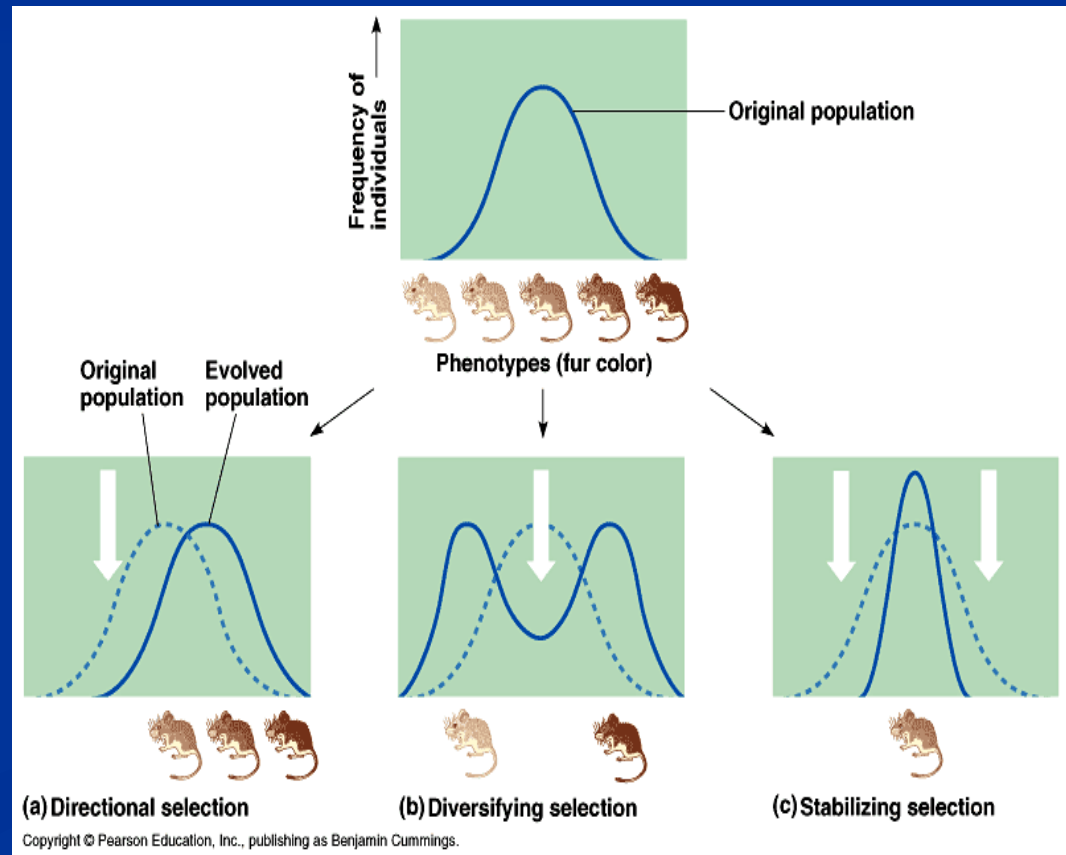 Frequency of
individuals
Original population
Phenotypes (fur color)
Original
population
Evolved
population
(a) Directional selection
(b) Diversifying selection
(c) Stabilizing selection
Copyright © Pearson Education, Inc., publishing as Benjamin Cummings.